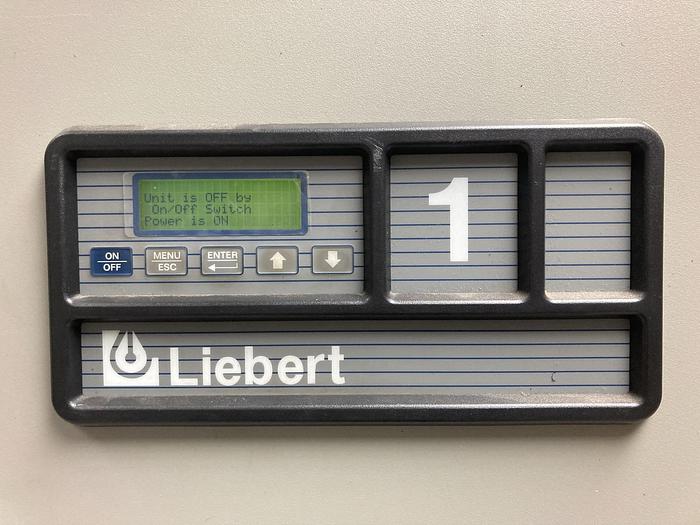 Unit is OFF by
On/Off Switch
Power is ON
ON
OFF
MENU
ESC
ENTER
1
Liebert